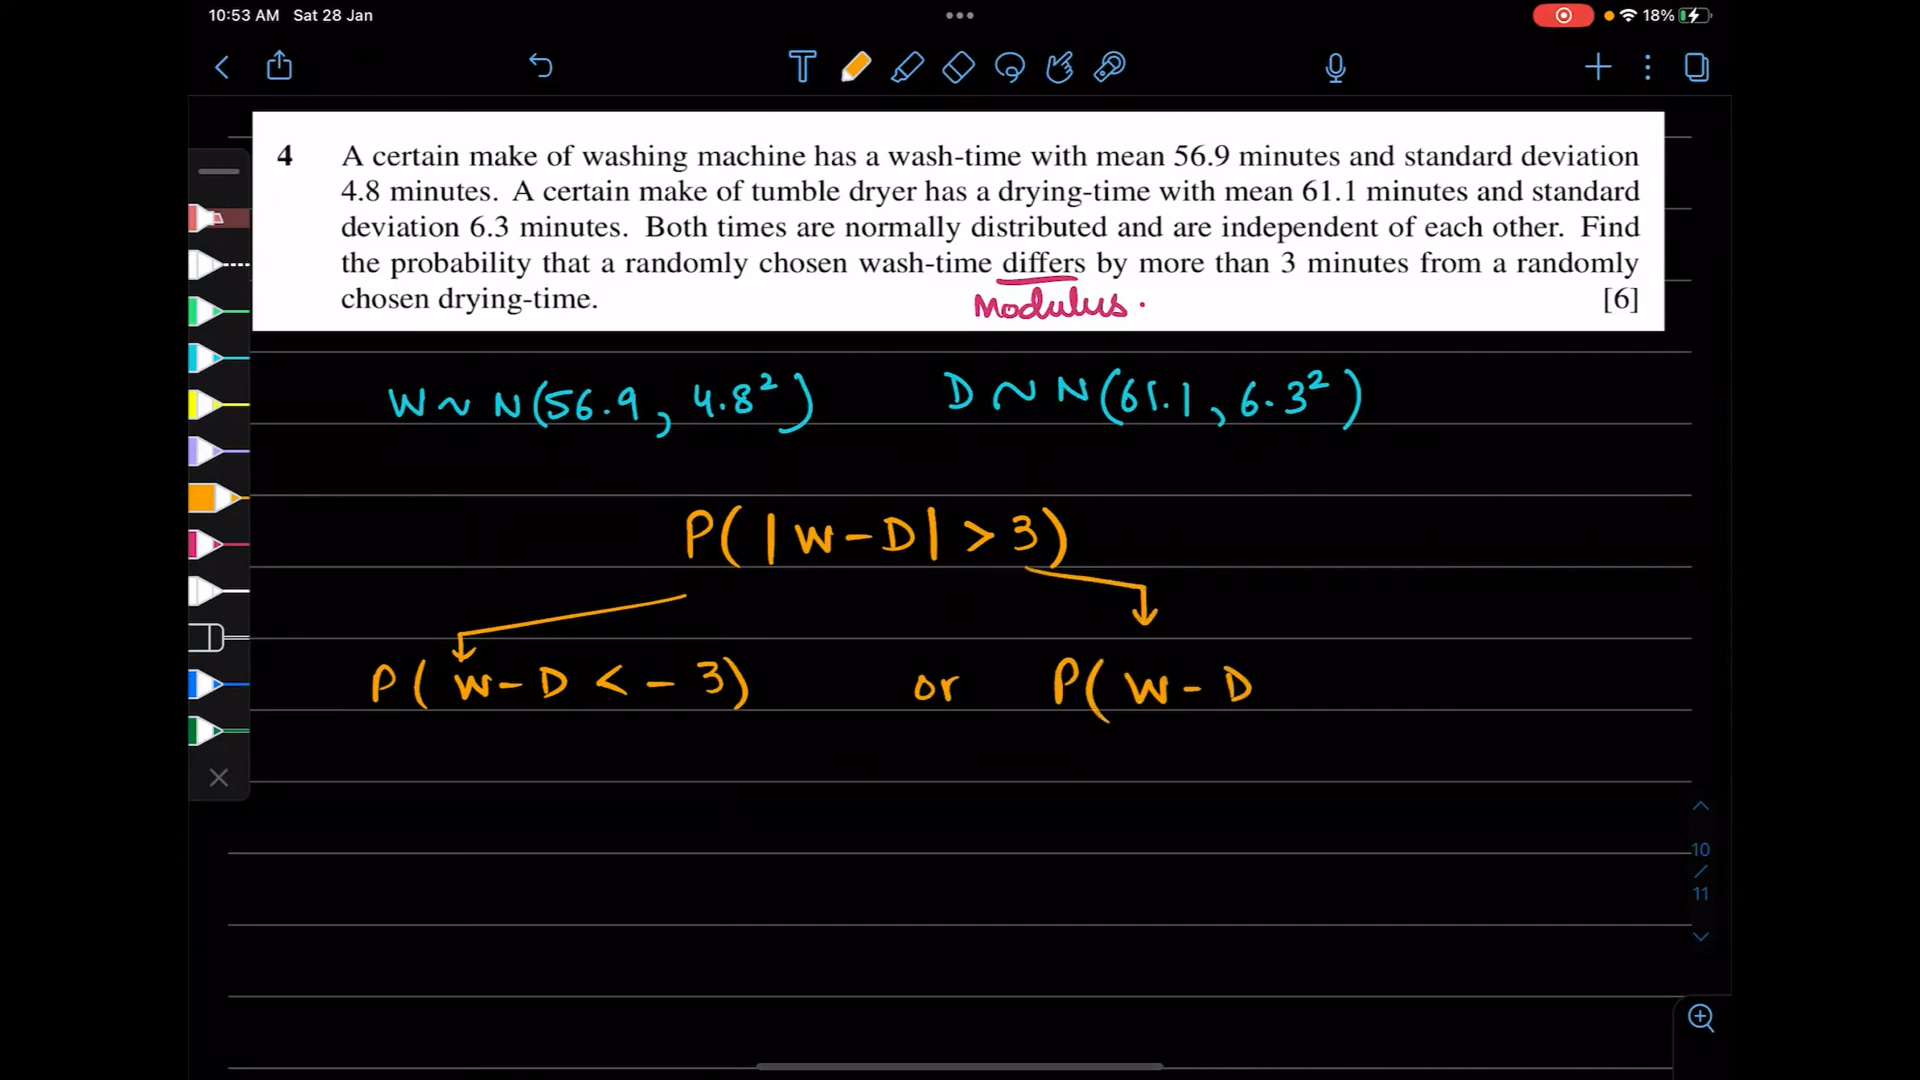 10:53 AM Sat 28 Jan
18%
4 A certain make of washing machine has a wash-time with mean 56.9 minutes and standard deviation
4.8 minutes. A certain make of tumble dryer has a drying-time with mean 61.1 minutes and standard
deviation 6.3 minutes. Both times are normally distributed and are independent of each other. Find
the probability that a randomly chosen wash-time differs by more than 3 minutes from a randomly
chosen drying-time. [6]
Modulus.
W ~ N(56.9, 4.8²) D ~ N(61.1, 6.3²)
P(|W-D| > 3)
P(W-D < -3) or P(W-D
10
/
11